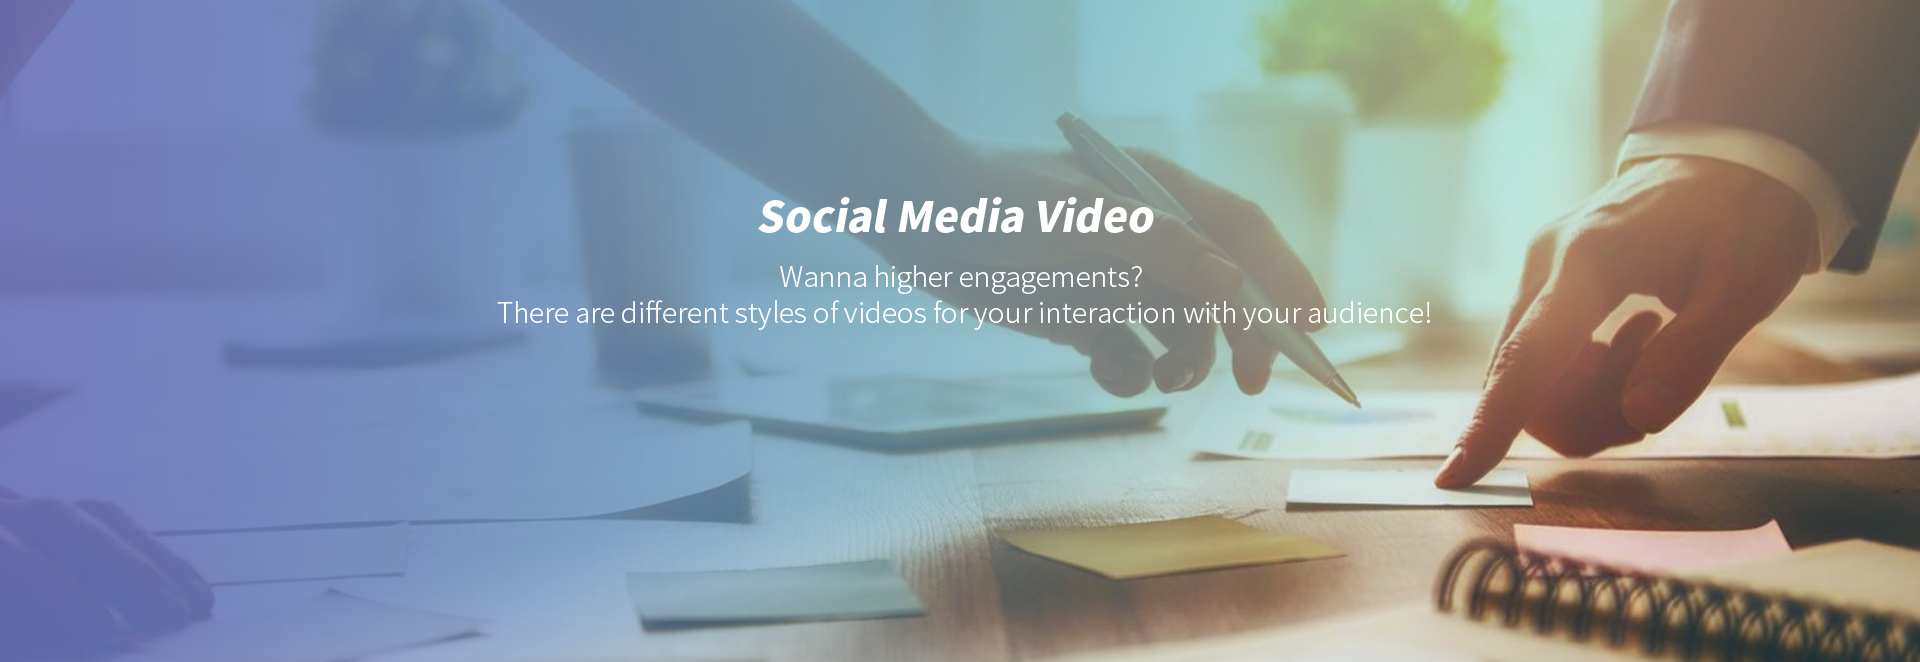 Social Media Video
Wanna higher engagements?
There are different styles of videos for your interaction with your audience!